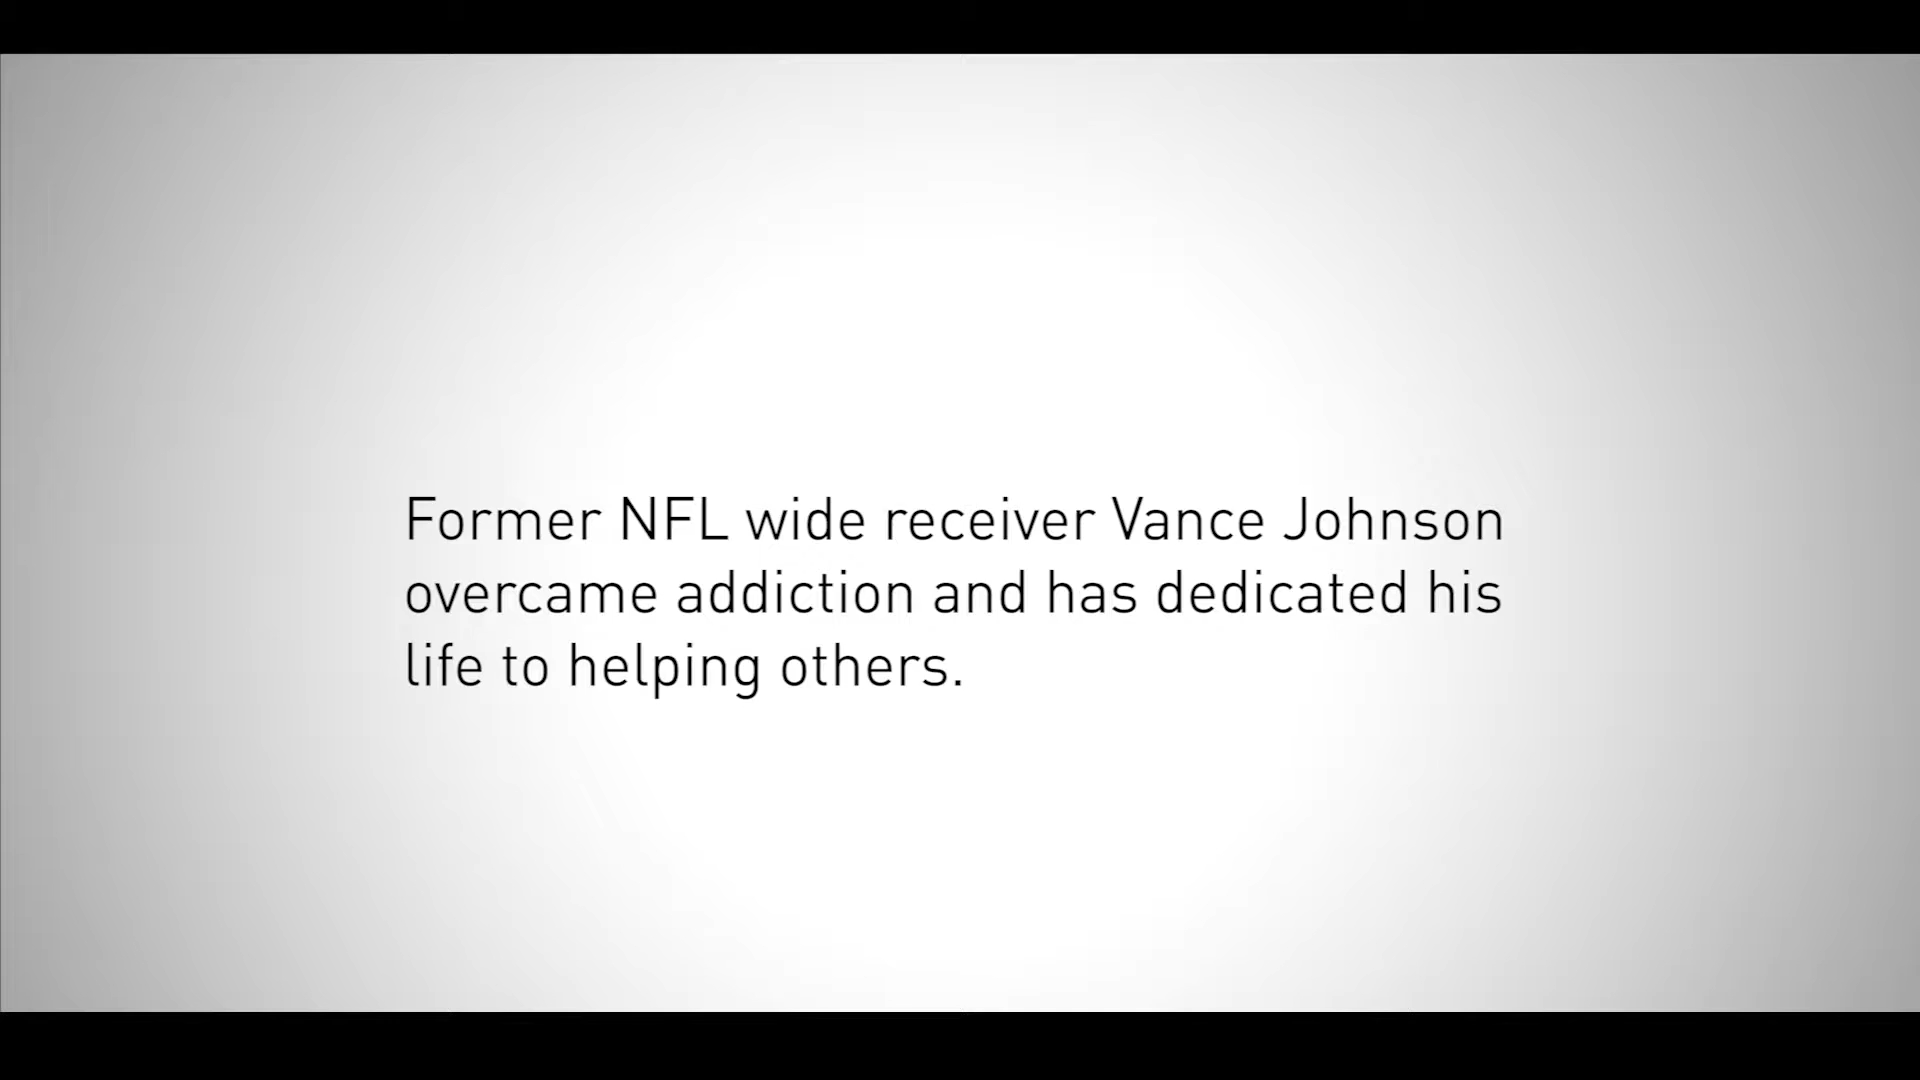 Former NFL wide receiver Vance Johnson
overcame addiction and has dedicated his
life to helping others.